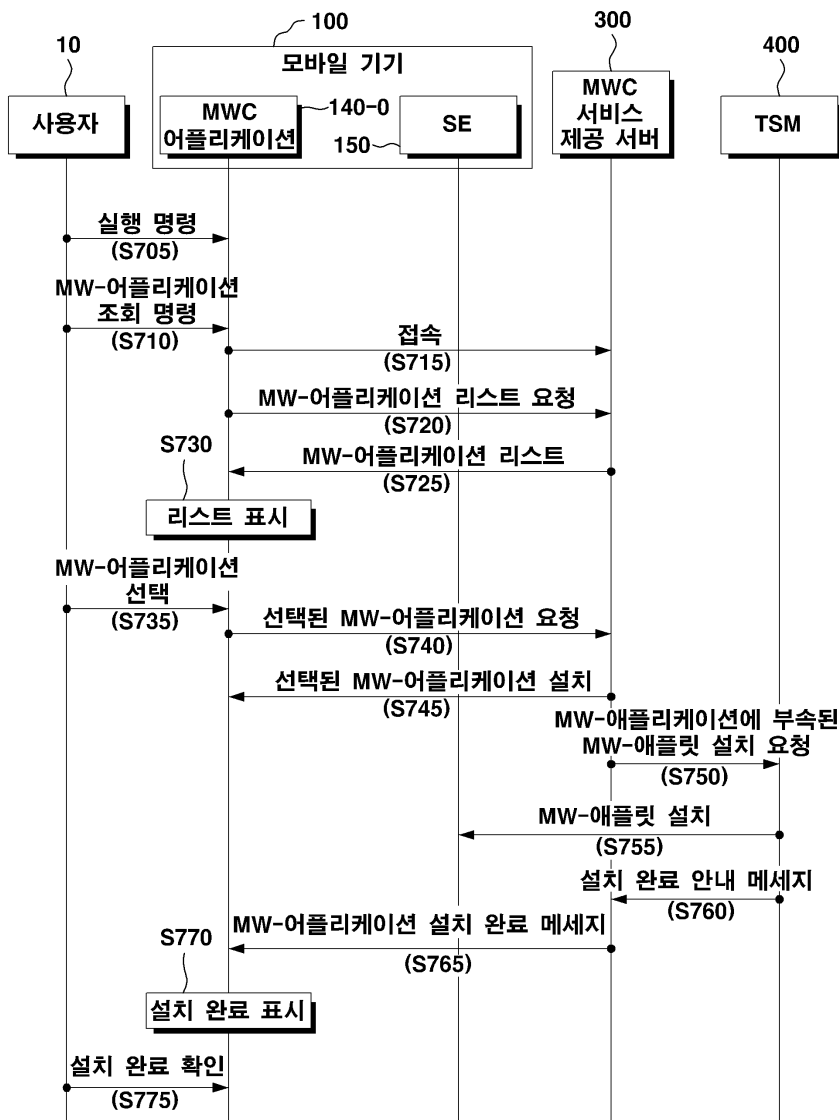 100
300
10
400
모바일 기기
사용자
MWC
어플리케이션
140-0
SE
150
MWC
서비스
제공 서버
TSM
실행 명령
(S705)
MW-어플리케이션
조회 명령
(S710)
접속
(S715)
MW-어플리케이션 리스트 요청
(S720)
S730
MW-어플리케이션 리스트
(S725)
리스트 표시
MW-어플리케이션
선택
(S735)
선택된 MW-어플리케이션 요청
(S740)
선택된 MW-어플리케이션 설치
(S745)
MW-애플리케이션에 부속된
MW-애플릿 설치 요청
(S750)
MW-애플릿 설치
(S755)
설치 완료 안내 메세지
(S760)
S770
MW-어플리케이션 설치 완료 메세지
(S765)
설치 완료 표시
설치 완료 확인
(S775)